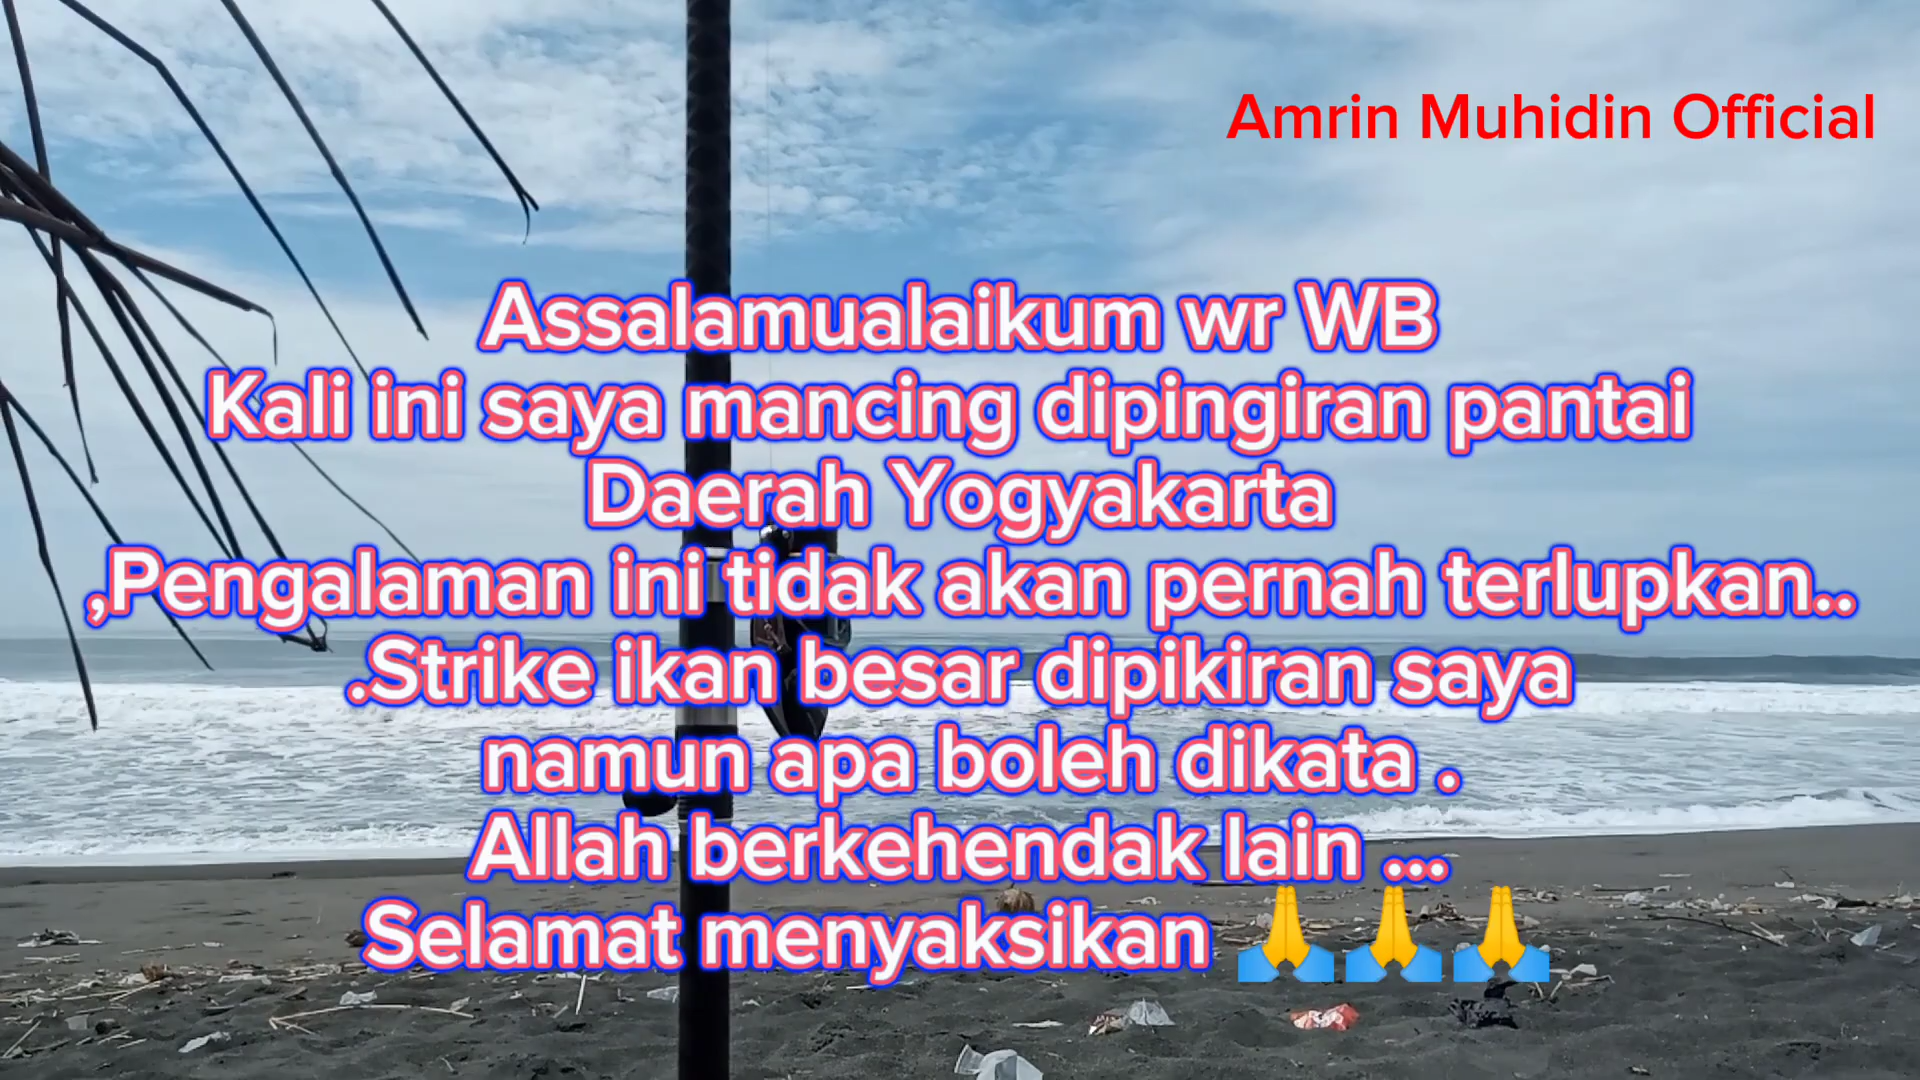 Amrin Muhidin Official
Assalamualaikum wr WB
Kali ini saya mancing dipingiran pantai
Daerah Yogyakarta
,Pengalaman ini tidak akan pernah terlupkan..
.Strike ikan besar dipikiran saya
namun apa boleh dikata .
Allah berkehendak lain ...
Selamat menyaksikan 🙏🙏🙏